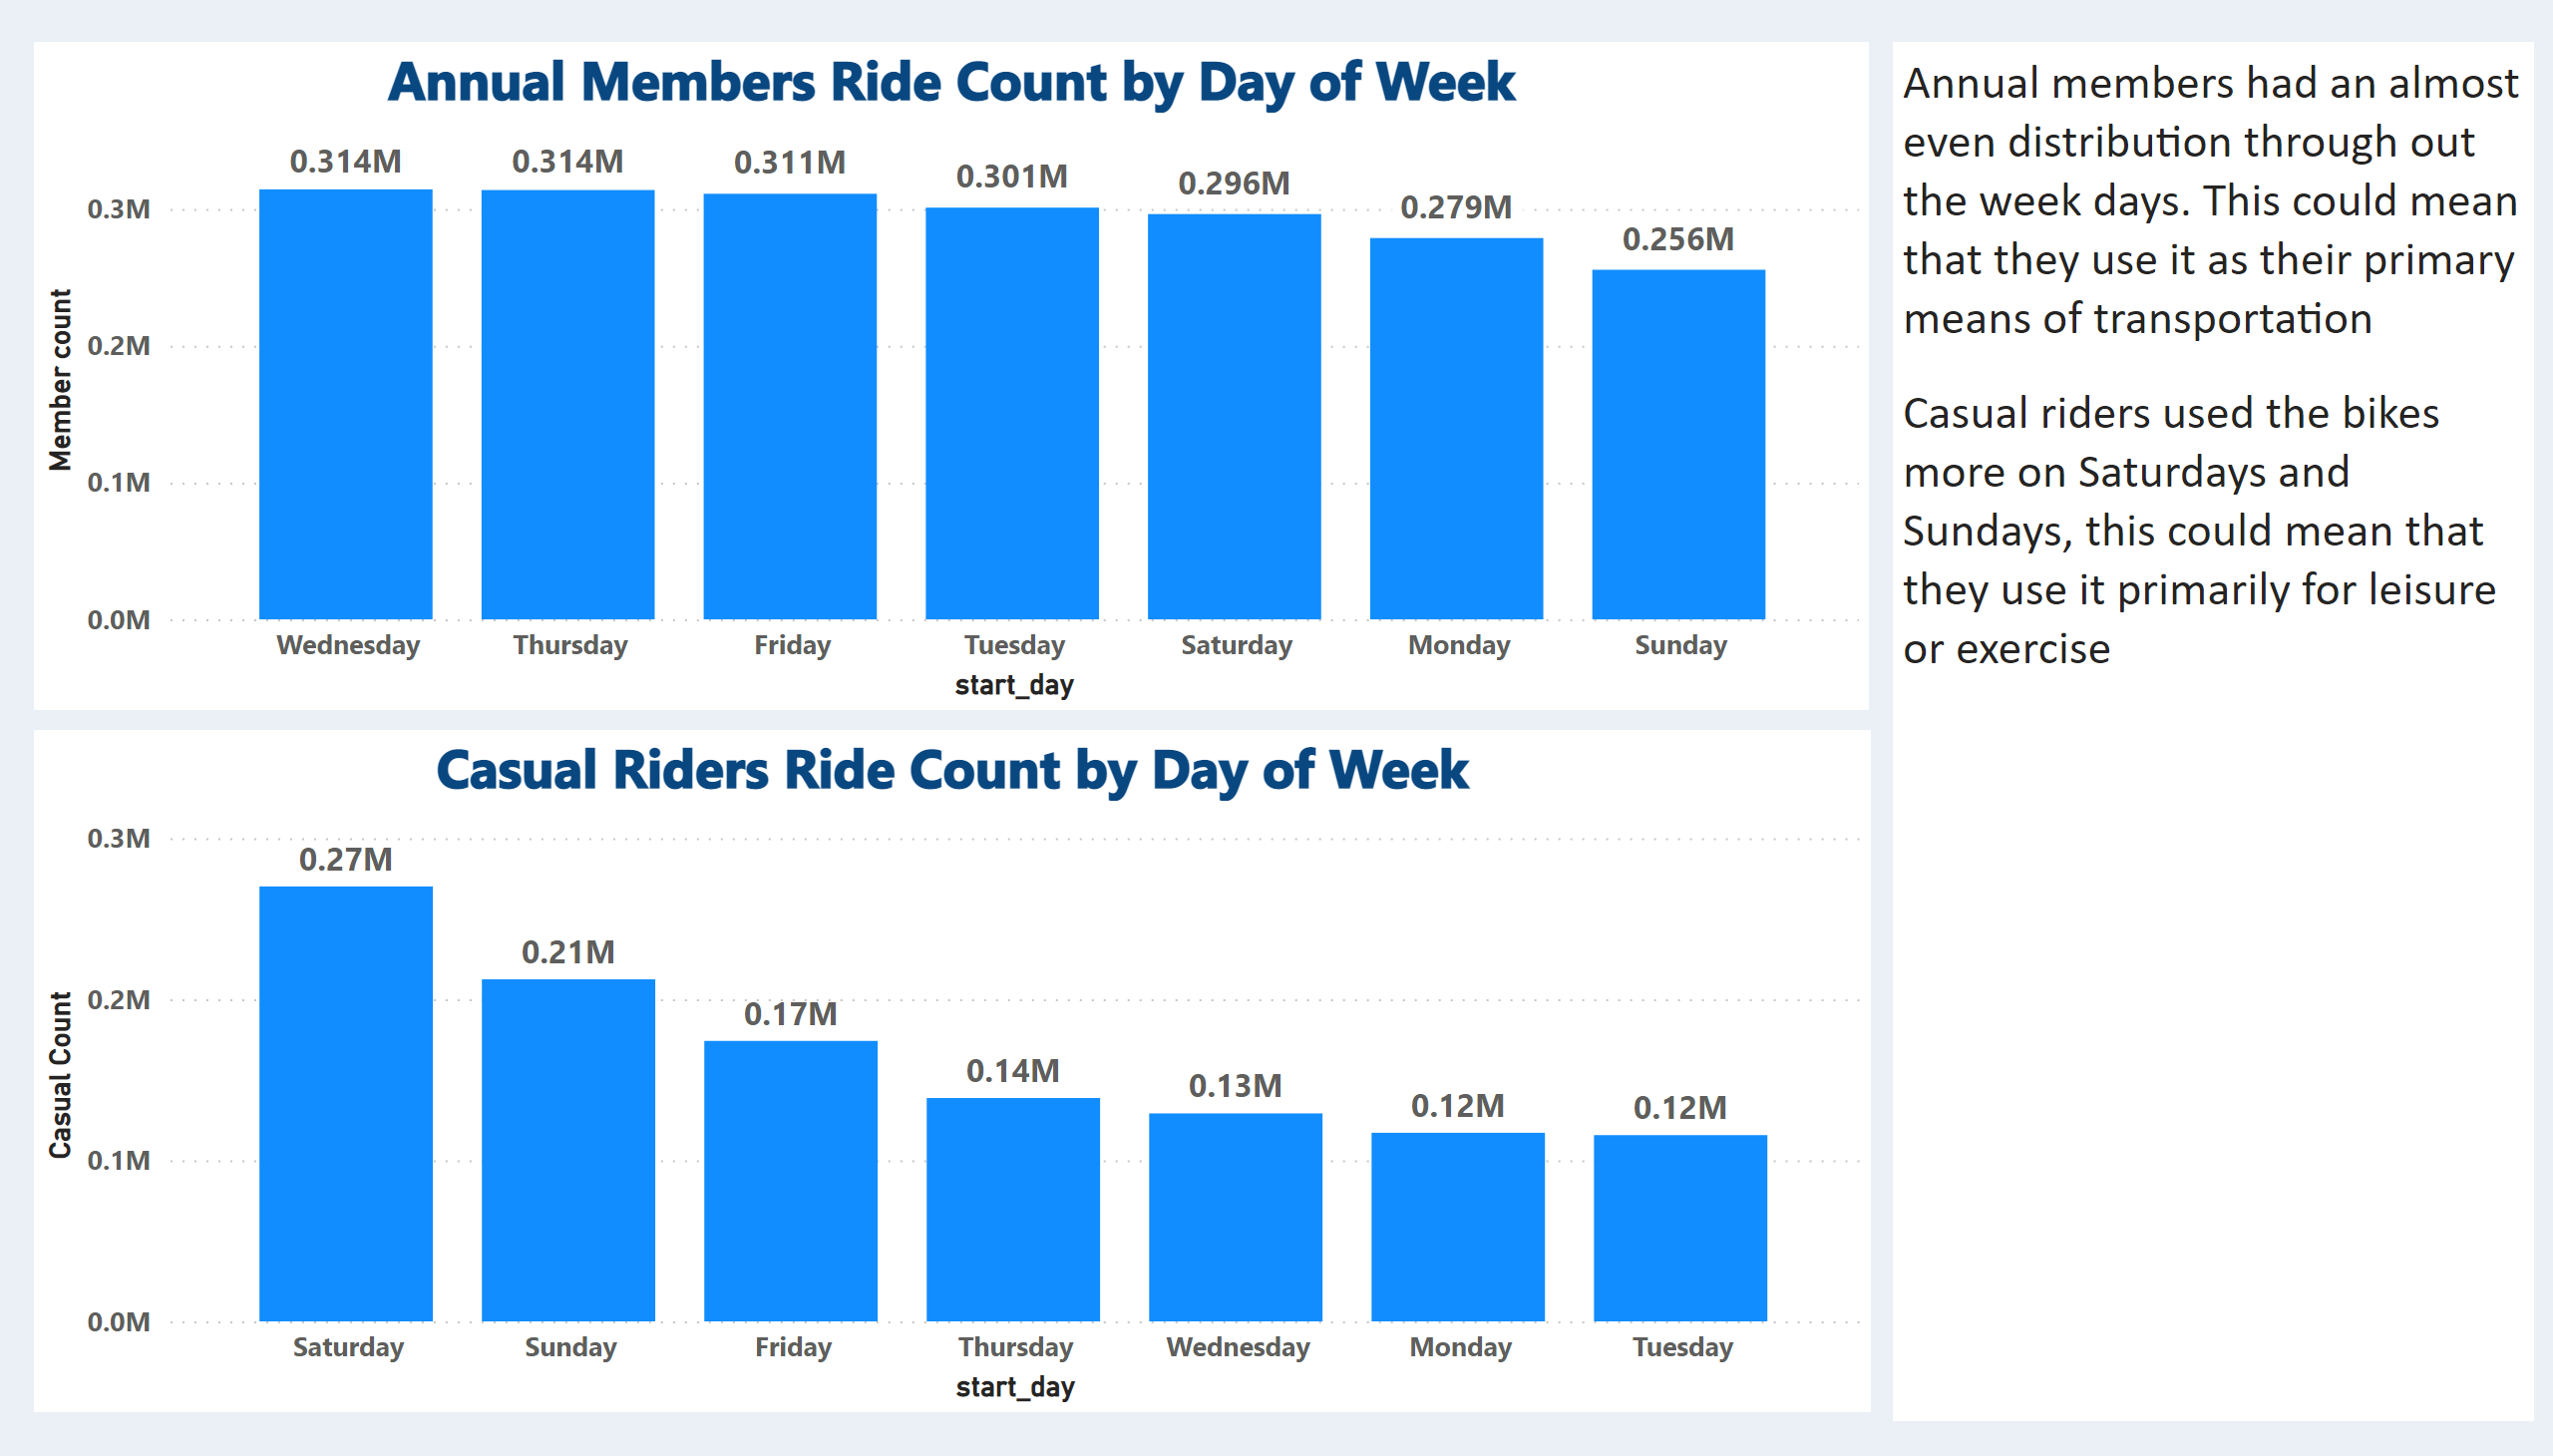 Annual Members Ride Count by Day of Week
0.314M
0.314M
0.311M
0.301M
0.296M
0.279M
0.256M
0.3M
0.2M
0.1M
0.0M
Member count
Wednesday
Thursday
Friday
Tuesday
Saturday
Monday
Sunday
start_day
Casual Riders Ride Count by Day of Week
0.27M
0.21M
0.17M
0.14M
0.13M
0.12M
0.12M
0.3M
0.2M
0.1M
0.0M
Casual Count
Saturday
Sunday
Friday
Thursday
Wednesday
Monday
Tuesday
start_day
Annual members had an almost
even distribution through out
the week days. This could mean
that they use it as their primary
means of transportation
Casual riders used the bikes
more on Saturdays and
Sundays, this could mean that
they use it primarily for leisure
or exercise